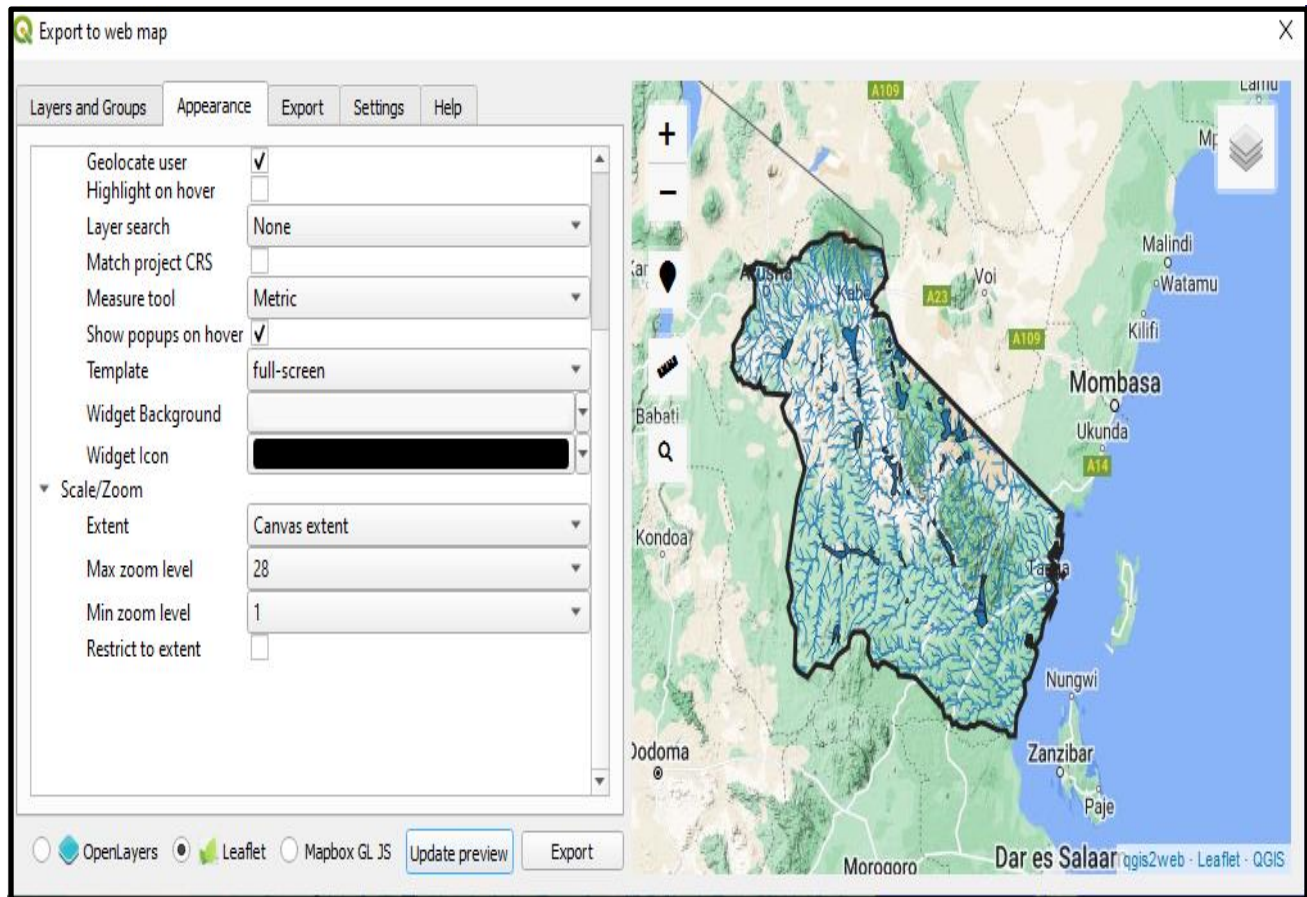 Export to web map X
Layers and Groups Appearance Export Settings Help
Geolocate user
Highlight on hover
Layer search None
Match project CRS
Measure tool Metric
Show popups on hover
Template full-screen
Widget Background
Widget Icon
Scale/Zoom
Extent Canvas extent
Max zoom level 28
Min zoom level 1
Restrict to extent
OpenLayers Leaflet Mapbox GL JS Update preview Export
+
−
A109
Lamu
Malindi
Watamu
Kilifi
Arusha
Voi
A23
A109
Mombasa
Ukunda
A14
Babati
Kondoa
Tanga
Nungwi
Zanzibar
Paje
Dodoma
Morogoro
Dar es Salaar
qgis2web - Leaflet - QGIS